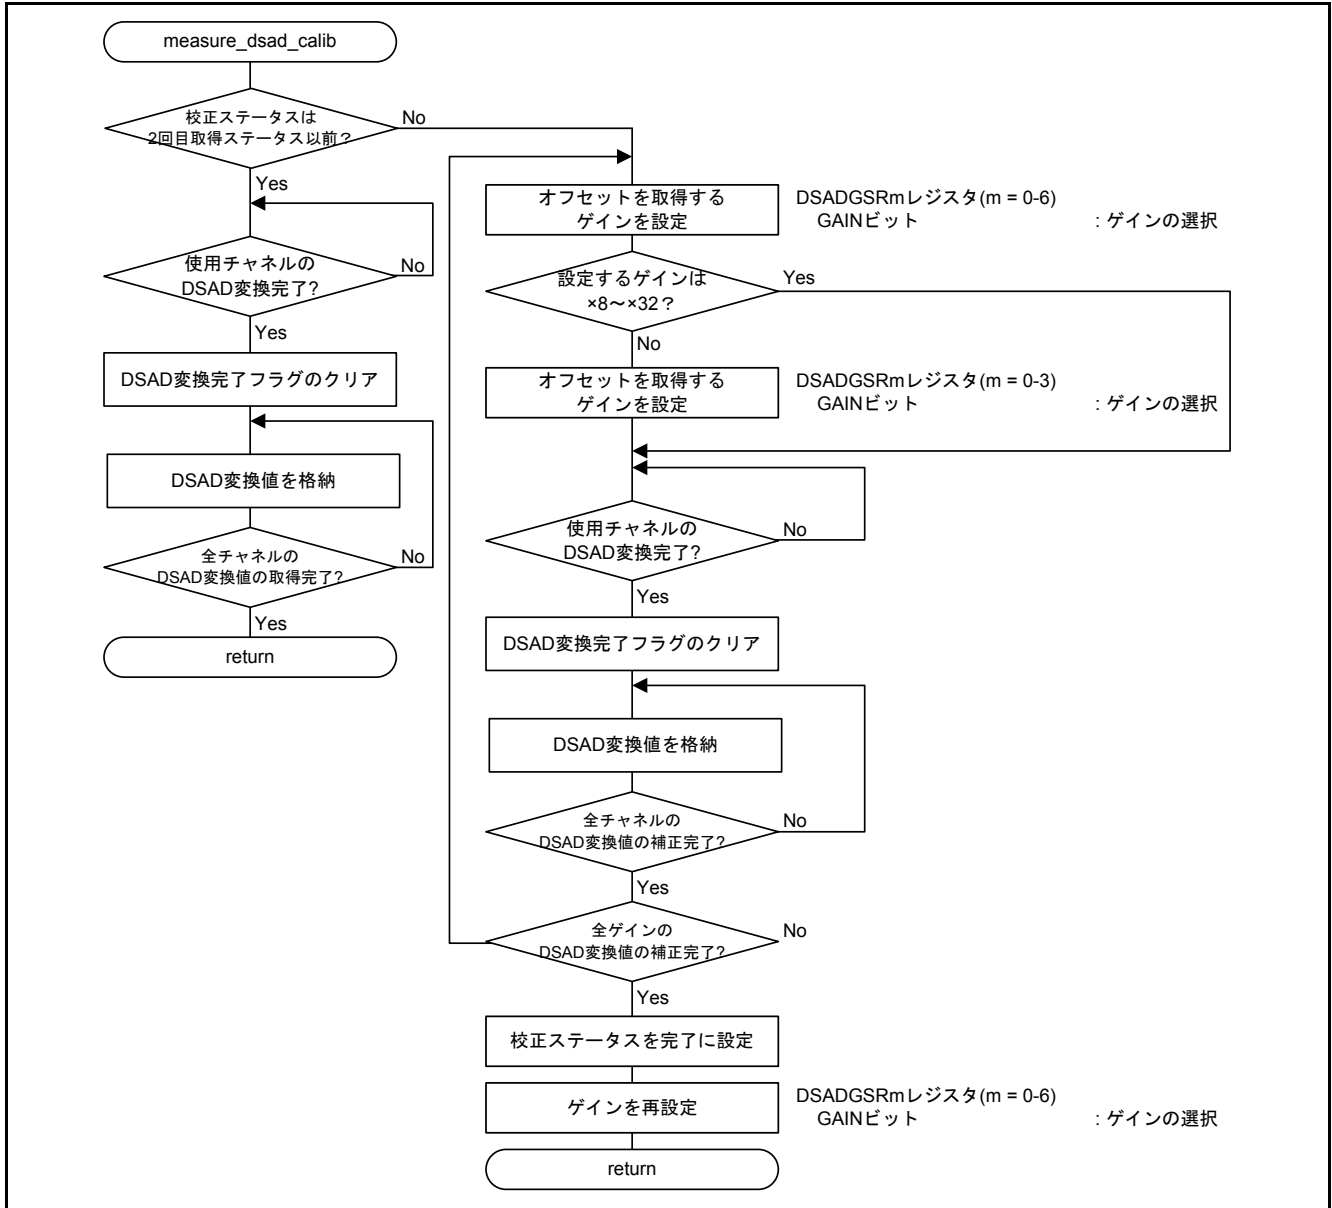 measure_dsad_calib
校正ステータスは
2回目取得ステータス以前？
No
Yes
使用チャネルの
DSAD変換完了?
No
Yes
DSAD変換完了フラグのクリア
DSAD変換値を格納
全チャネルの
DSAD変換値の取得完了?
No
Yes
return
オフセットを取得する
ゲインを設定
DSADGSRmレジスタ(m = 0-6)
GAINビット : ゲインの選択
設定するゲインは
×8～×32？
Yes
No
オフセットを取得する
ゲインを設定
DSADGSRmレジスタ(m = 0-3)
GAINビット : ゲインの選択
使用チャネルの
DSAD変換完了?
No
Yes
DSAD変換完了フラグのクリア
DSAD変換値を格納
全チャネルの
DSAD変換値の補正完了?
No
Yes
全ゲインの
DSAD変換値の補正完了?
No
Yes
校正ステータスを完了に設定
ゲインを再設定
DSADGSRmレジスタ(m = 0-6)
GAINビット : ゲインの選択
return